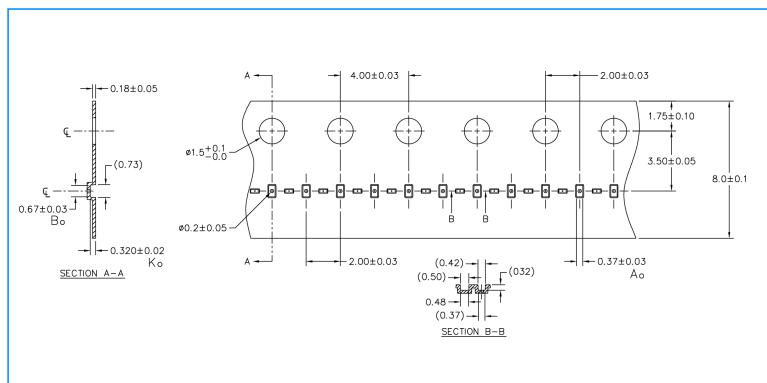 A
4.00±0.03
2.00±0.03
0.18±0.05
1.75±0.10
⌀1.5+0.1
-0.0
3.50±0.05
℄
(0.73)
8.0±0.1
℄
0.67±0.03
Bo
B
B
⌀0.2±0.05
0.320±0.02
Ko
SECTION A-A
A
2.00±0.03
(0.42)
(0.50)
(032)
0.37±0.03
Ao
0.48
(0.37)
SECTION B-B